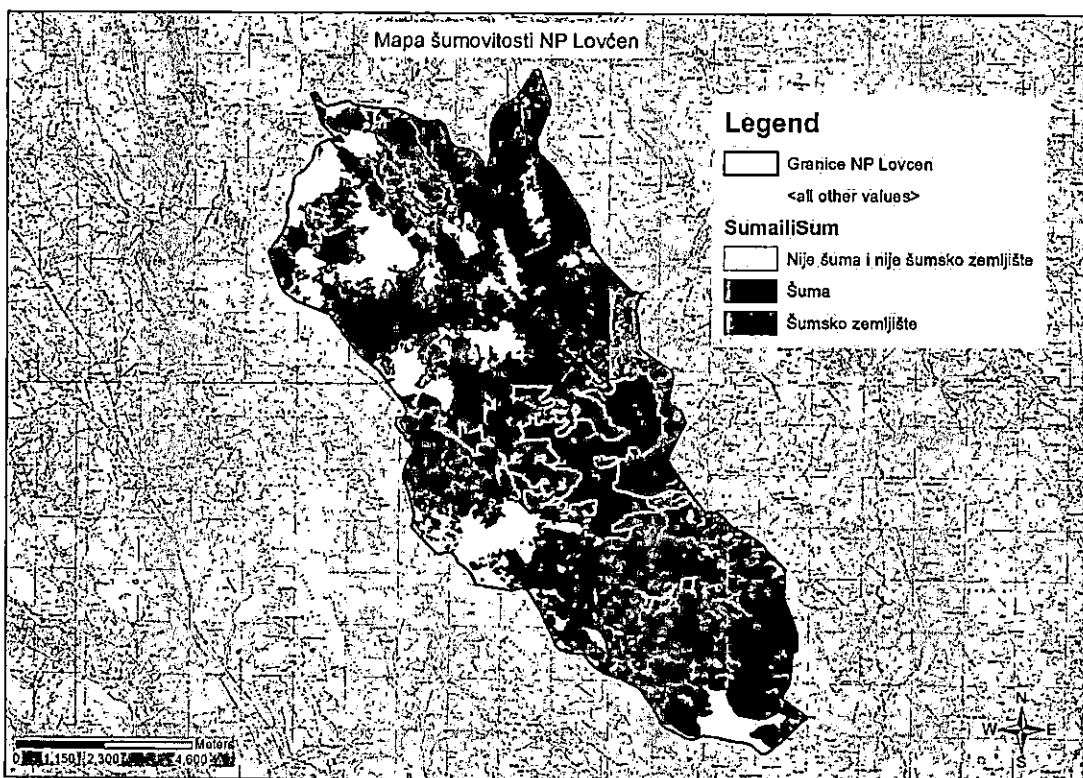 Mapa šumovitosti NP Lovćen
Legend
Granice NP Lovcen
<all other values>
SumailiSum
Nije šuma i nije šumsko zemljište
Šuma
Šumsko zemljište
N
W E
S
Meters
0 1,150 2,300 4,600